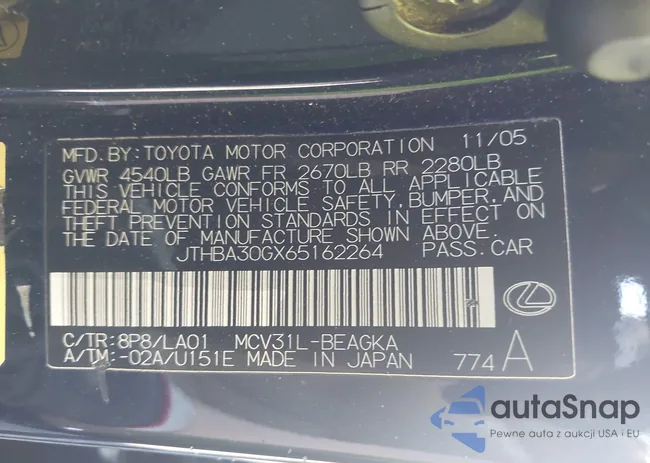 MFD. BY: TOYOTA MOTOR CORPORATION 11/05
GVWR 4540LB GAWR FR 2670LB RR 2280LB
THIS VEHICLE CONFORMS TO ALL APPLICABLE
FEDERAL MOTOR VEHICLE SAFETY, BUMPER, AND
THEFT PREVENTION STANDARDS IN EFFECT ON
THE DATE OF MANUFACTURE SHOWN ABOVE.
JTHBA30GX65162264 PASS. CAR
C/TR: 8P8/LA01 MCV31L-BEAGKA
A/TM: -02A/U151E MADE IN JAPAN 774 A
autaSnap
Pewne auta z aukcji USA i EU